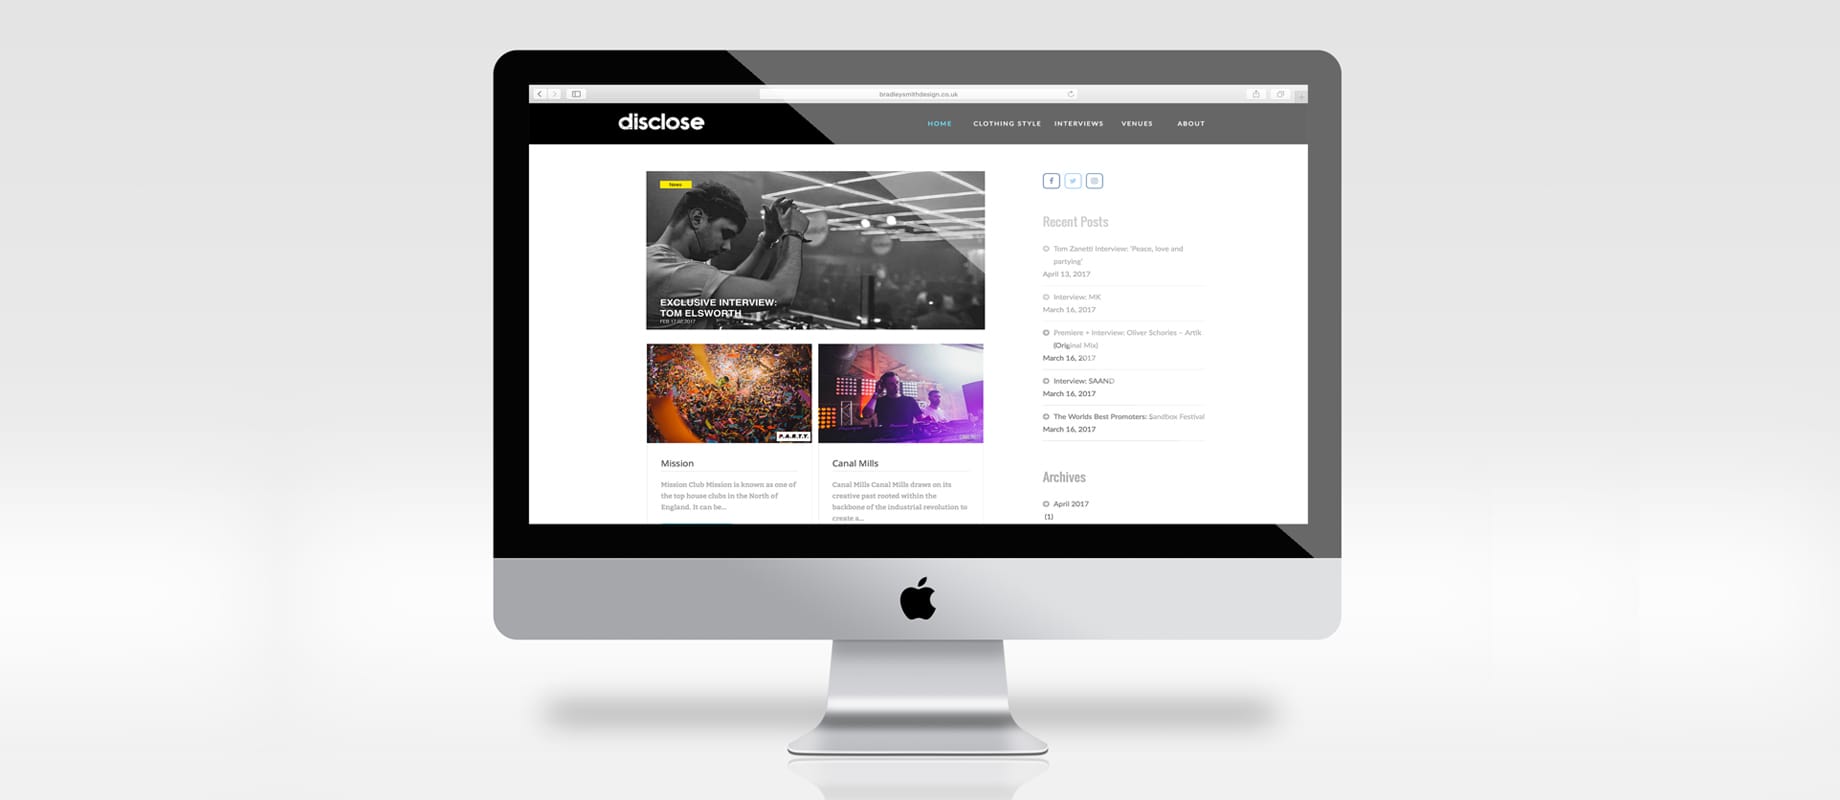 bradleysmithdesign.co.uk
disclose
HOME CLOTHING STYLE INTERVIEWS VENUES ABOUT
News
EXCLUSIVE INTERVIEW:
TOM ELSWORTH
P.A.R.T.Y.
Mission
Mission Club Mission is known as one of
the top house clubs in the North of
England. It can be...
Canal Mills
Canal Mills Canal Mills draws on its
creative past rooted within the
backbone of the industrial revolution to
create a...
Recent Posts
Tom Zanetti Interview: 'Peace, love and
partying'
April 13, 2017
Interview: MK
March 16, 2017
Premiere + Interview: Oliver Schories – Artik
(Original Mix)
March 16, 2017
Interview: SAAND
March 16, 2017
The Worlds Best Promoters: Sandbox Festival
March 16, 2017
Archives
April 2017
(1)